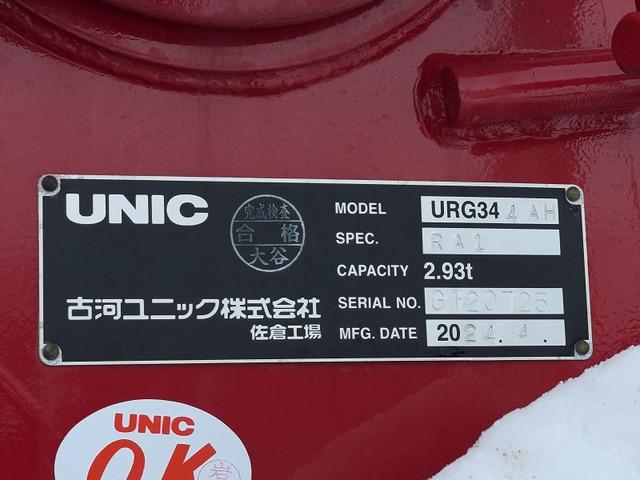 UNIC
完成検査
合格
大谷
古河ユニック株式会社
佐倉工場
MODEL URG344AH
SPEC. RA1
CAPACITY 2.93t
SERIAL NO. G120725
MFG. DATE 2024.4.
UNIC
OK
岩